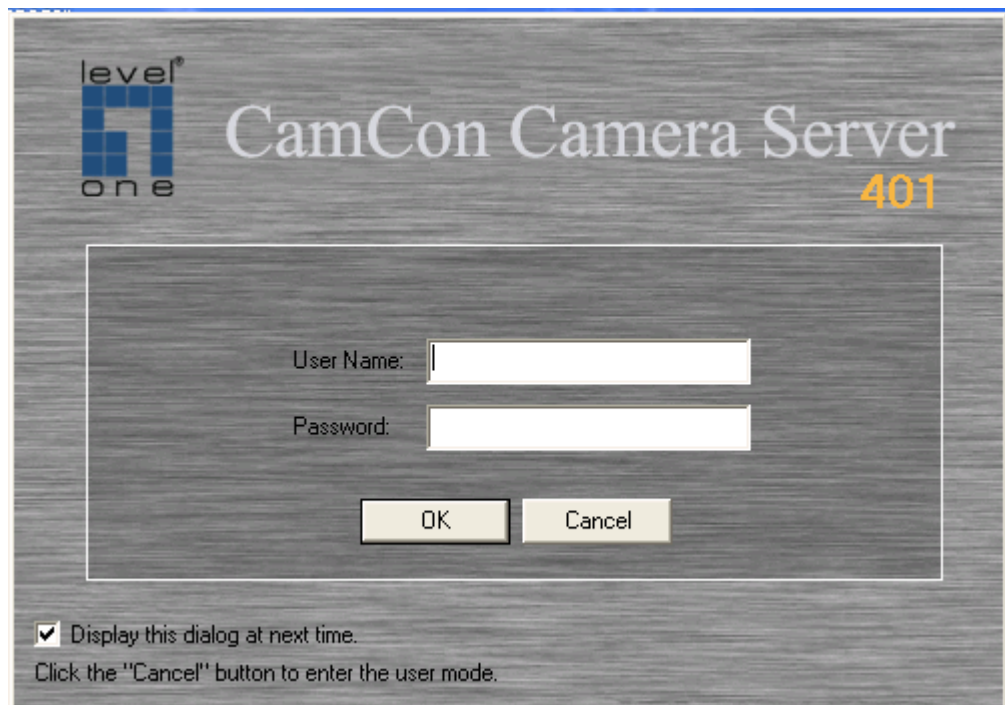 level®
one
CamCon Camera Server
401
User Name:
Password:
OK
Cancel
Display this dialog at next time.
Click the "Cancel" button to enter the user mode.